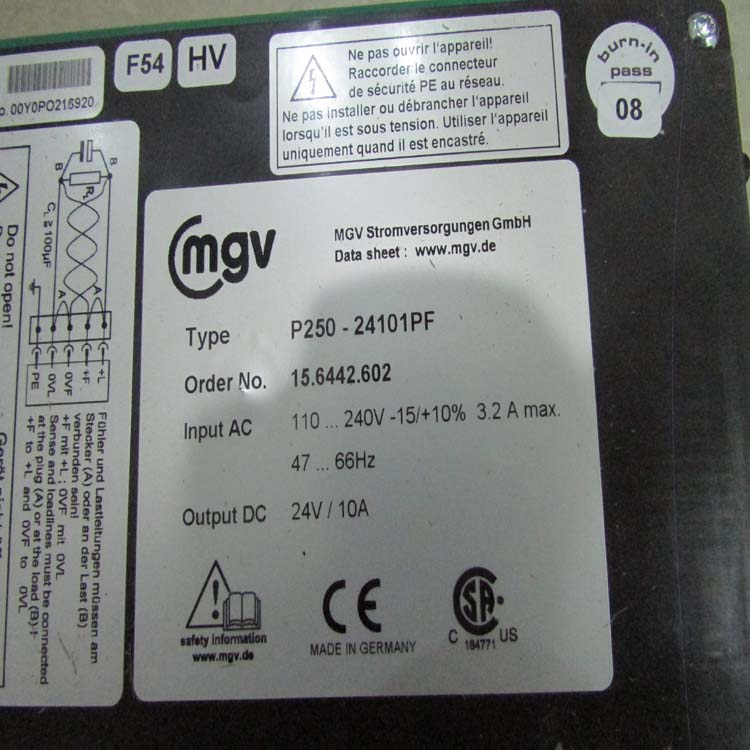 o. 00Y0PO216920
F54
HV
Ne pas ouvrir l'appareil!
Raccorder le connecteur
de sécurité PE au réseau.
Ne pas installer ou débrancher l'appareil
lorsqu'il est sous tension. Utiliser l'appareil
uniquement quand il est encastré.
burn-in
pass
08
mgv
MGV Stromversorgungen GmbH
Data sheet : www.mgv.de
Type P250 - 24101PF
Order No. 15.6442.602
Input AC 110 ... 240V -15/+10% 3.2 A max.
47 ... 66Hz
Output DC 24V / 10A
safety information
www.mgv.de
CE
MADE IN GERMANY
CSA
C US
184771
Do not open!
B B
RL
CL ≧ 100µF
A A
PE
0VL
0VF
+F
+L
Fühler und Lastleitungen müssen am
Stecker (A) oder an der Last (B)
verbunden sein!
+F mit +L ; 0VF mit 0VL
Sense and loadlines must be connected
at the plug (A) or at the load (B)!
+F to +L and 0VF to 0VL